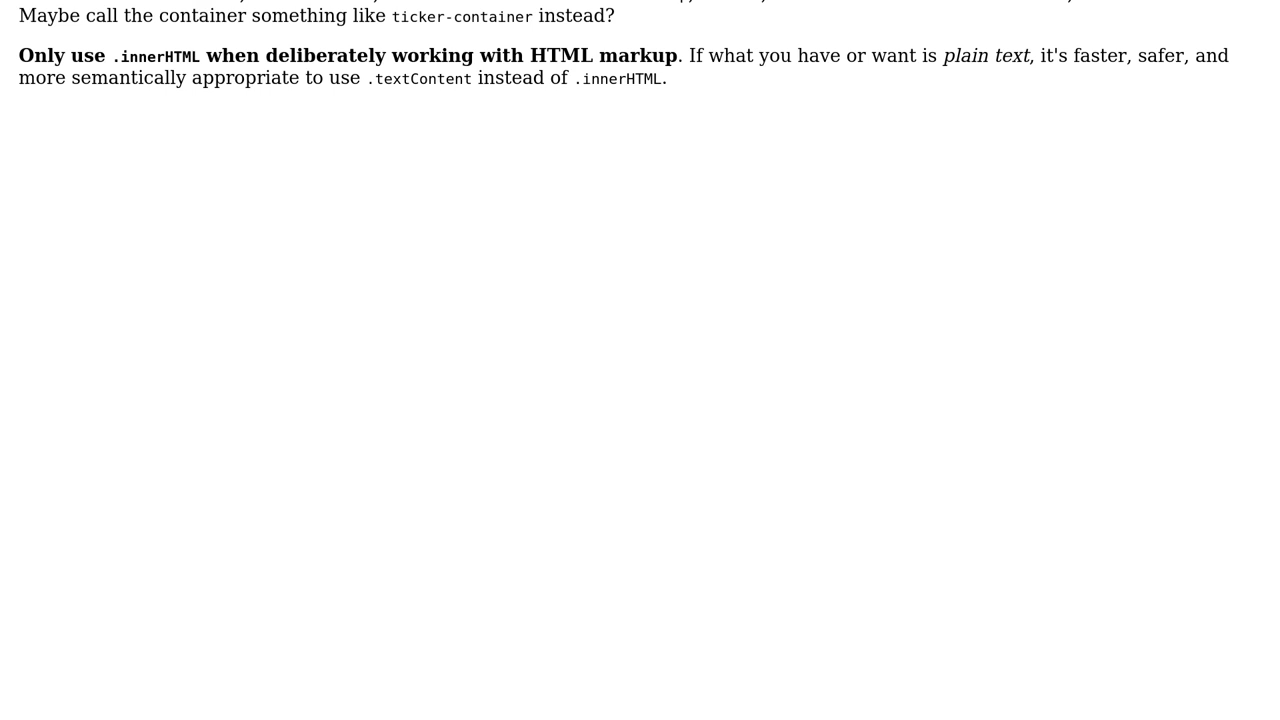 Maybe call the container something like ticker-container instead?
Only use .innerHTML when deliberately working with HTML markup. If what you have or want is plain text, it's faster, safer, and
more semantically appropriate to use .textContent instead of .innerHTML.